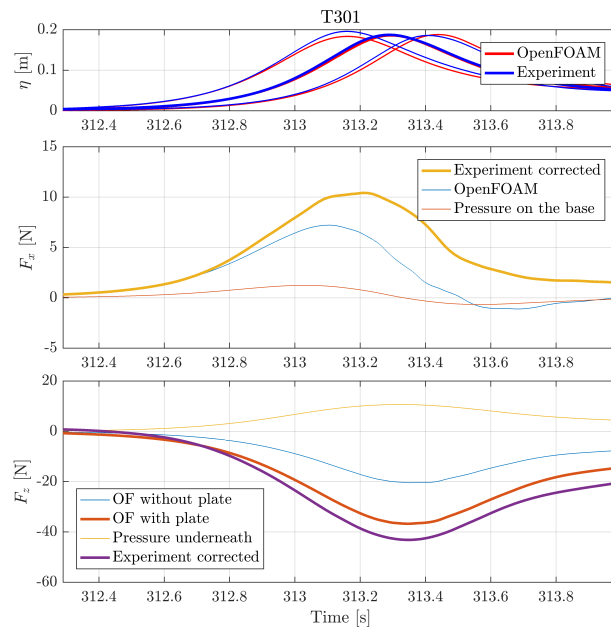 T301
η [m]
0.2
0.1
0
OpenFOAM
Experiment
312.4 312.6 312.8 313 313.2 313.4 313.6 313.8
F_x [N]
15
10
5
0
-5
Experiment corrected
OpenFOAM
Pressure on the base
312.4 312.6 312.8 313 313.2 313.4 313.6 313.8
F_z [N]
20
0
-20
-40
-60
OF without plate
OF with plate
Pressure underneath
Experiment corrected
312.4 312.6 312.8 313 313.2 313.4 313.6 313.8
Time [s]